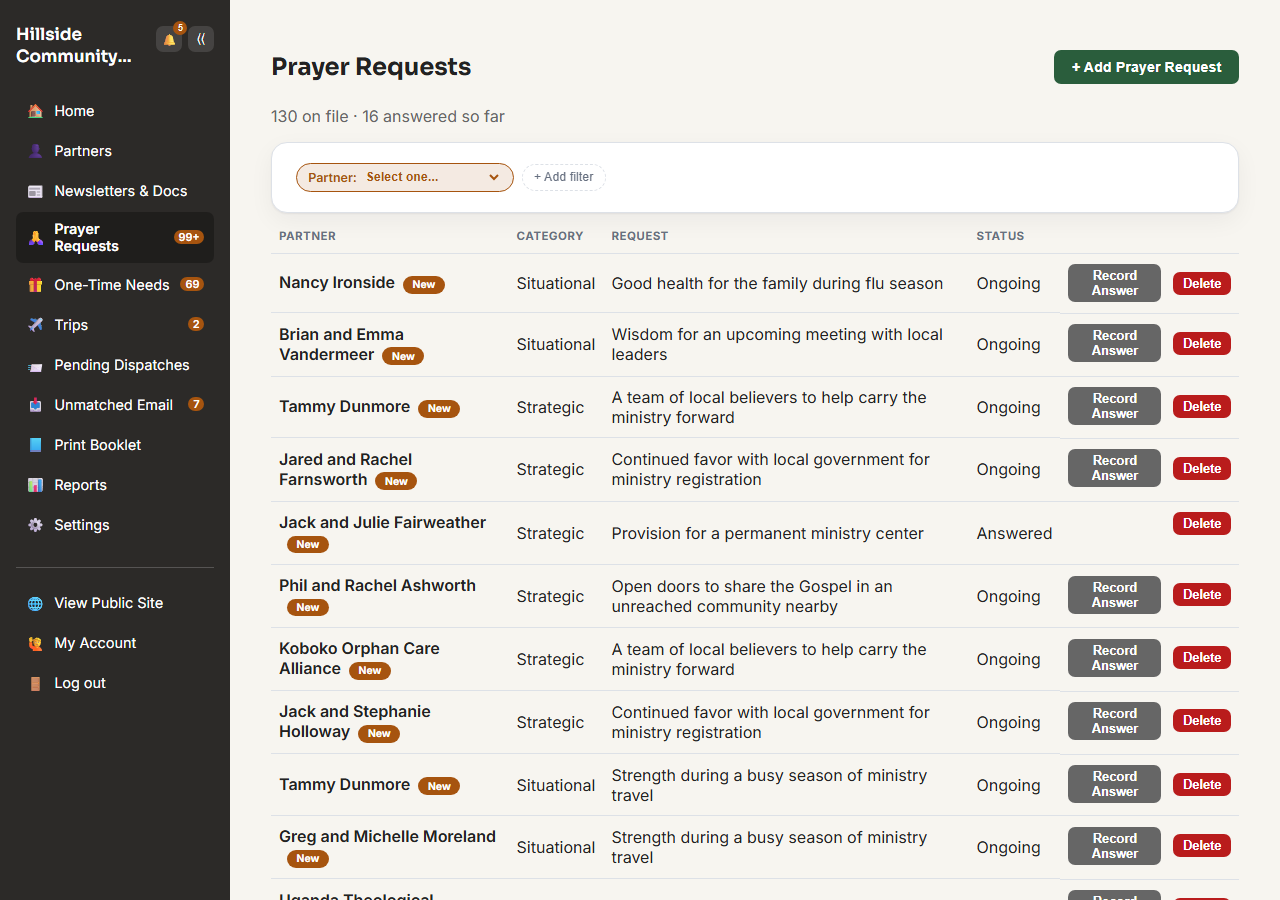 Hillside
Community...
5
Home
Partners
Newsletters & Docs
Prayer
Requests
99+
One-Time Needs
69
Trips
2
Pending Dispatches
Unmatched Email
7
Print Booklet
Reports
Settings
View Public Site
My Account
Log out
Prayer Requests
+ Add Prayer Request
130 on file · 16 answered so far
Partner: Select one...
+ Add filter
PARTNER CATEGORY REQUEST STATUS
Nancy Ironside New Situational Good health for the family during flu season Ongoing Record Answer Delete
Brian and Emma
Vandermeer New Situational Wisdom for an upcoming meeting with local
leaders Ongoing Record Answer Delete
Tammy Dunmore New Strategic A team of local believers to help carry the
ministry forward Ongoing Record Answer Delete
Jared and Rachel
Farnsworth New Strategic Continued favor with local government for
ministry registration Ongoing Record Answer Delete
Jack and Julie Fairweather
New Strategic Provision for a permanent ministry center Answered Delete
Phil and Rachel Ashworth
New Strategic Open doors to share the Gospel in an
unreached community nearby Ongoing Record Answer Delete
Koboko Orphan Care
Alliance New Strategic A team of local believers to help carry the
ministry forward Ongoing Record Answer Delete
Jack and Stephanie
Holloway New Strategic Continued favor with local government for
ministry registration Ongoing Record Answer Delete
Tammy Dunmore New Situational Strength during a busy season of ministry
travel Ongoing Record Answer Delete
Greg and Michelle Moreland
New Situational Strength during a busy season of ministry
travel Ongoing Record Answer Delete
Uganda Theological
Record